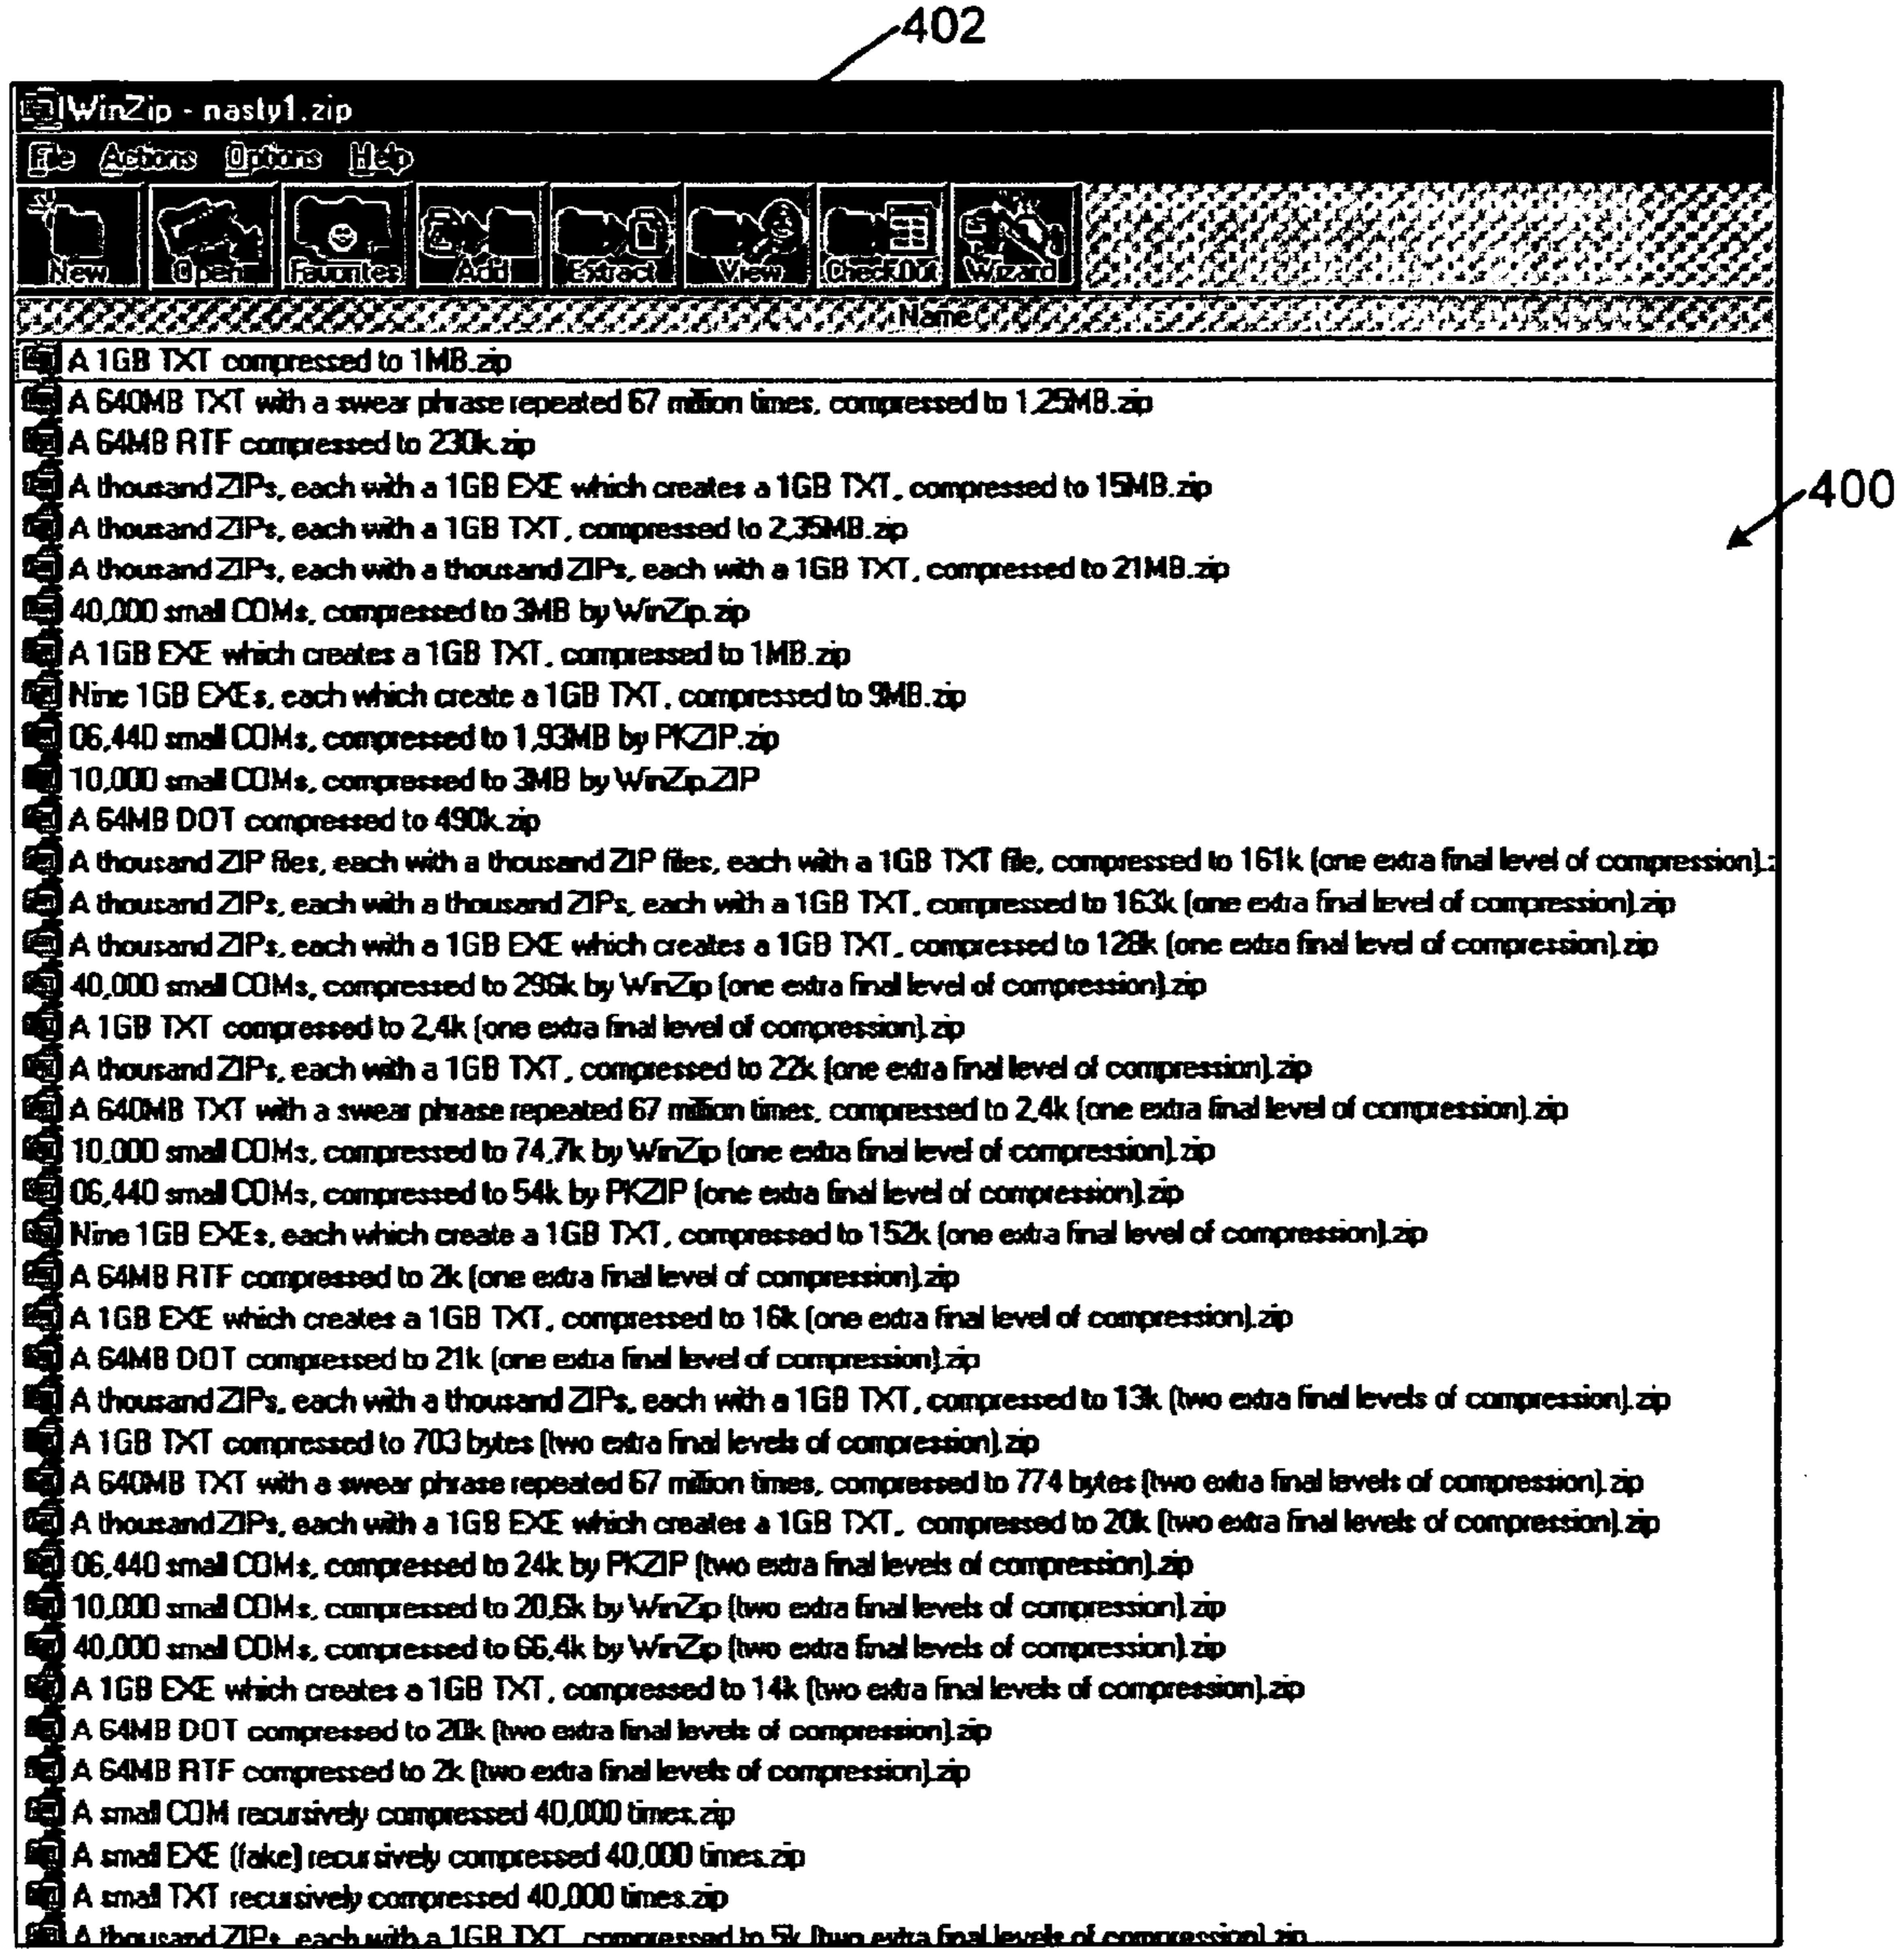 402
WinZip - nasty1.zip
File Actions Options Help
New Open Favorites Add Extract View CheckOut Wizard
Name
A 1GB TXT compressed to 1MB.zip
A 640MB TXT with a swear phrase repeated 67 million times, compressed to 1,25MB.zip
A 64MB RTF compressed to 230k.zip
A thousand ZIPs, each with a 1GB EXE which creates a 1GB TXT, compressed to 15MB.zip
400
A thousand ZIPs, each with a 1GB TXT, compressed to 2,35MB.zip
A thousand ZIPs, each with a thousand ZIPs, each with a 1GB TXT, compressed to 21MB.zip
40,000 small COMs, compressed to 3MB by WinZip.zip
A 1GB EXE which creates a 1GB TXT, compressed to 1MB.zip
Nine 1GB EXEs, each which create a 1GB TXT, compressed to 9MB.zip
06,440 small COMs, compressed to 1,93MB by PKZIP.zip
10,000 small COMs, compressed to 3MB by WinZip.ZIP
A 64MB DOT compressed to 490k.zip
A thousand ZIP files, each with a thousand ZIP files, each with a 1GB TXT file, compressed to 161k (one extra final level of compression).z
A thousand ZIPs, each with a thousand ZIPs, each with a 1GB TXT, compressed to 163k (one extra final level of compression).zip
A thousand ZIPs, each with a 1GB EXE which creates a 1GB TXT, compressed to 128k (one extra final level of compression).zip
40,000 small COMs, compressed to 296k by WinZip (one extra final level of compression).zip
A 1GB TXT compressed to 2,4k (one extra final level of compression).zip
A thousand ZIPs, each with a 1GB TXT, compressed to 22k (one extra final level of compression).zip
A 640MB TXT with a swear phrase repeated 67 million times, compressed to 2,4k (one extra final level of compression).zip
10,000 small COMs, compressed to 74,7k by WinZip (one extra final level of compression).zip
06,440 small COMs, compressed to 54k by PKZIP (one extra final level of compression).zip
Nine 1GB EXEs, each which create a 1GB TXT, compressed to 152k (one extra final level of compression).zip
A 64MB RTF compressed to 2k (one extra final level of compression).zip
A 1GB EXE which creates a 1GB TXT, compressed to 16k (one extra final level of compression).zip
A 64MB DOT compressed to 21k (one extra final level of compression).zip
A thousand ZIPs, each with a thousand ZIPs, each with a 1GB TXT, compressed to 13k (two extra final levels of compression).zip
A 1GB TXT compressed to 703 bytes (two extra final levels of compression).zip
A 640MB TXT with a swear phrase repeated 67 million times, compressed to 774 bytes (two extra final levels of compression).zip
A thousand ZIPs, each with a 1GB EXE which creates a 1GB TXT, compressed to 20k (two extra final levels of compression).zip
06,440 small COMs, compressed to 24k by PKZIP (two extra final levels of compression).zip
10,000 small COMs, compressed to 20,6k by WinZip (two extra final levels of compression).zip
40,000 small COMs, compressed to 66,4k by WinZip (two extra final levels of compression).zip
A 1GB EXE which creates a 1GB TXT, compressed to 14k (two extra final levels of compression).zip
A 64MB DOT compressed to 20k (two extra final levels of compression).zip
A 64MB RTF compressed to 2k (two extra final levels of compression).zip
A small COM recursively compressed 40,000 times.zip
A small EXE (fake) recursively compressed 40,000 times.zip
A small TXT recursively compressed 40,000 times.zip
A thousand ZIPs, each with a 1GB TXT, compressed to 5k (two extra final levels of compression).zip